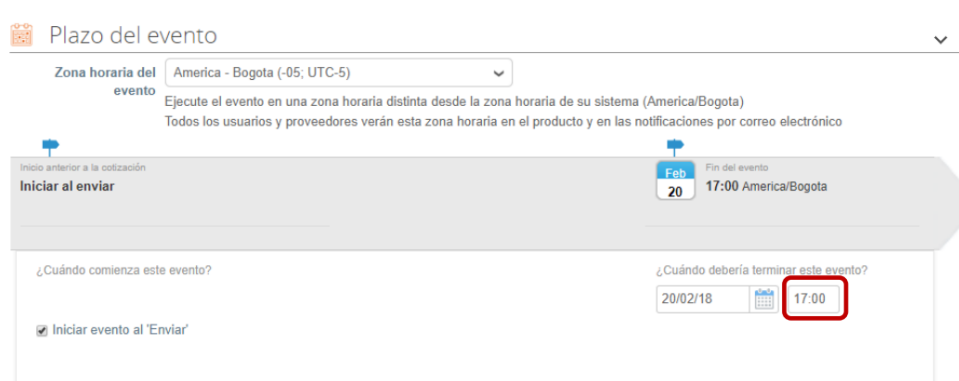 Plazo del evento
Zona horaria del evento
America - Bogota (-05; UTC-5)
Ejecute el evento en una zona horaria distinta desde la zona horaria de su sistema (America/Bogota)
Todos los usuarios y proveedores verán esta zona horaria en el producto y en las notificaciones por correo electrónico
Inicio anterior a la cotización
Iniciar al enviar
Feb
20
Fin del evento
17:00 America/Bogota
¿Cuándo comienza este evento?
¿Cuándo debería terminar este evento?
20/02/18
17:00
Iniciar evento al 'Enviar'